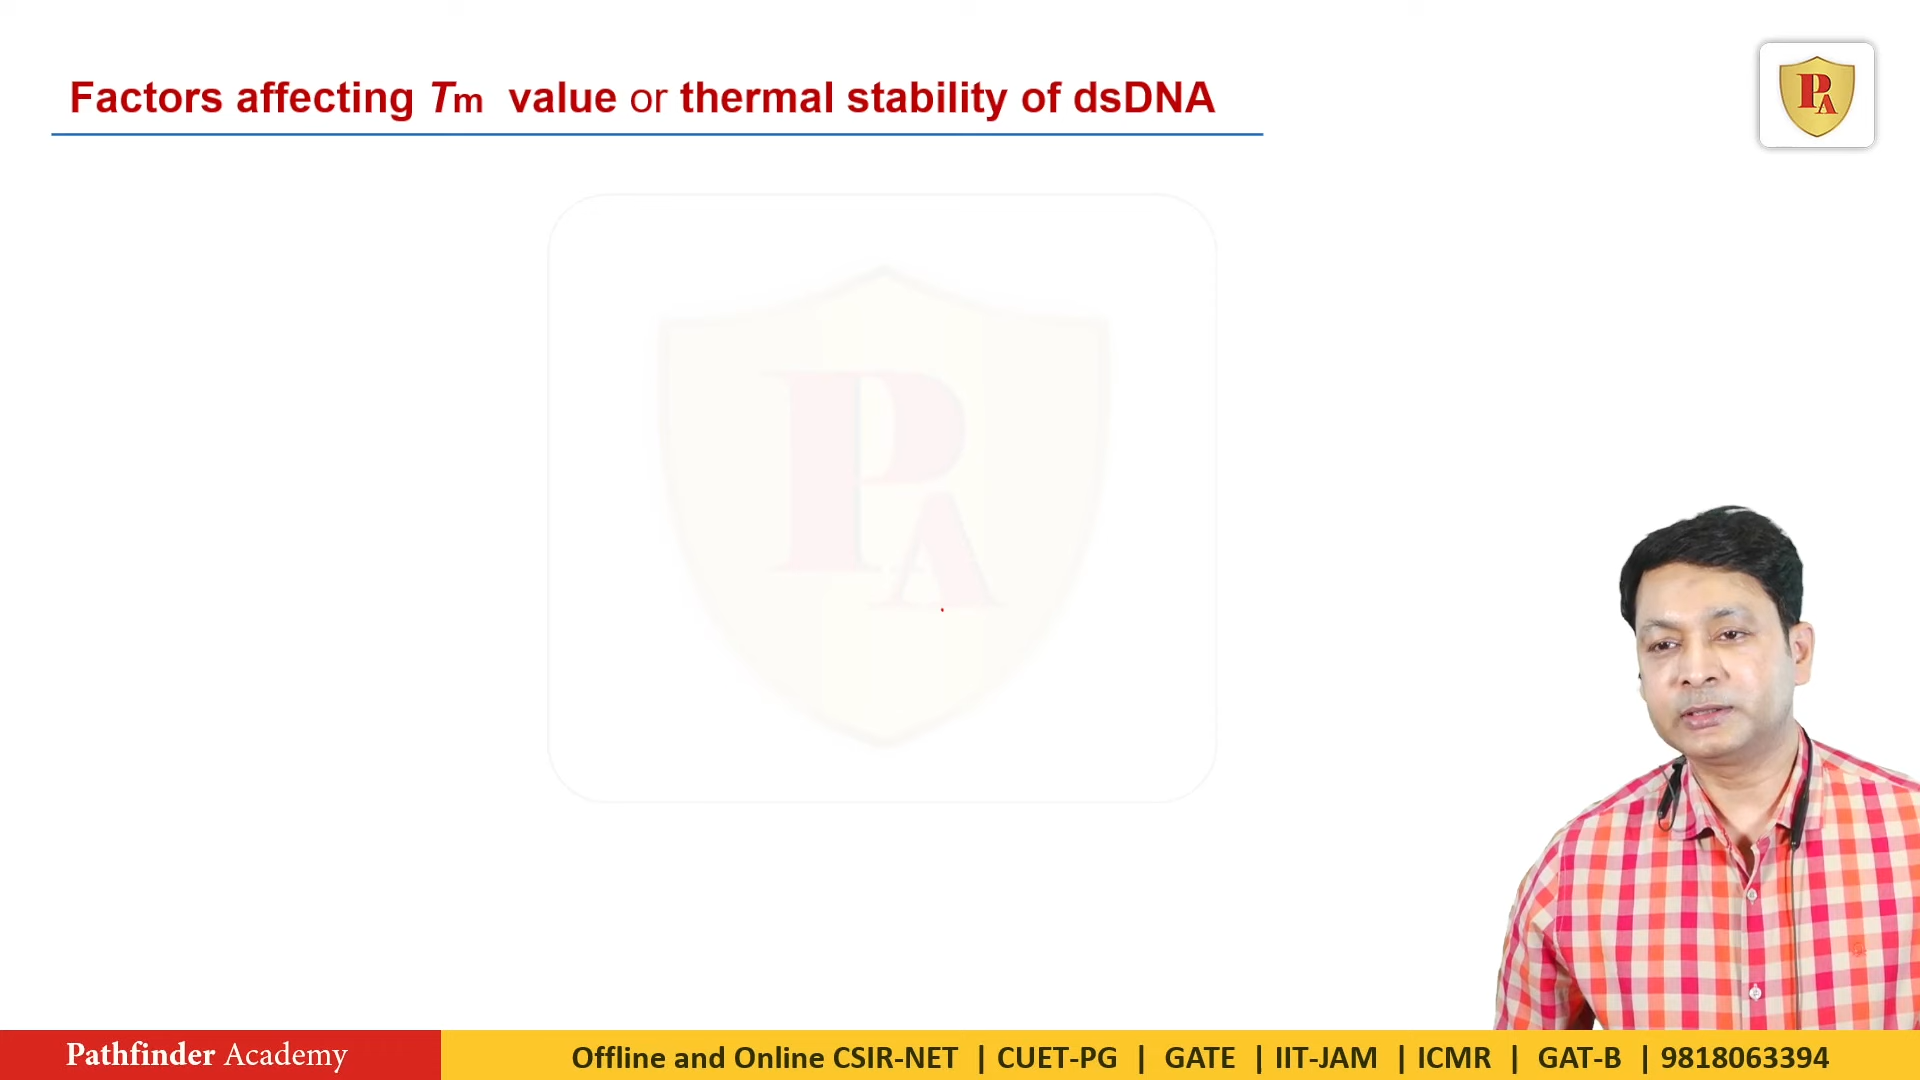 Factors affecting Tm value or thermal stability of dsDNA
PA
PA
Pathfinder Academy
Offline and Online CSIR-NET | CUET-PG | GATE | IIT-JAM | ICMR | GAT-B | 9818063394